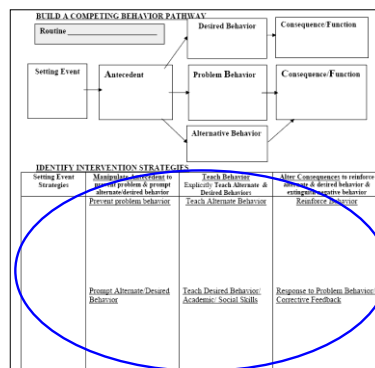 BUILD A COMPETING BEHAVIOR PATHWAY
Routine
Desired Behavior
Consequence/Function
Setting Event
Antecedent
Problem Behavior
Consequence/Function
Alternative Behavior
IDENTIFY INTERVENTION STRATEGIES
Setting Event
Strategies
Manipulate Antecedent to
prevent problem & prompt
alternate/desired behavior
Teach Behavior
Explicitly Teach Alternate &
Desired Behaviors
Alter Consequences to reinforce
alternate & desired behavior &
extinguish negative behavior
Prevent problem behavior
Teach Alternate Behavior
Reinforce Behavior
Prompt Alternate/Desired
Behavior
Teach Desired Behavior/
Academic/ Social Skills
Response to Problem Behavior/
Corrective Feedback